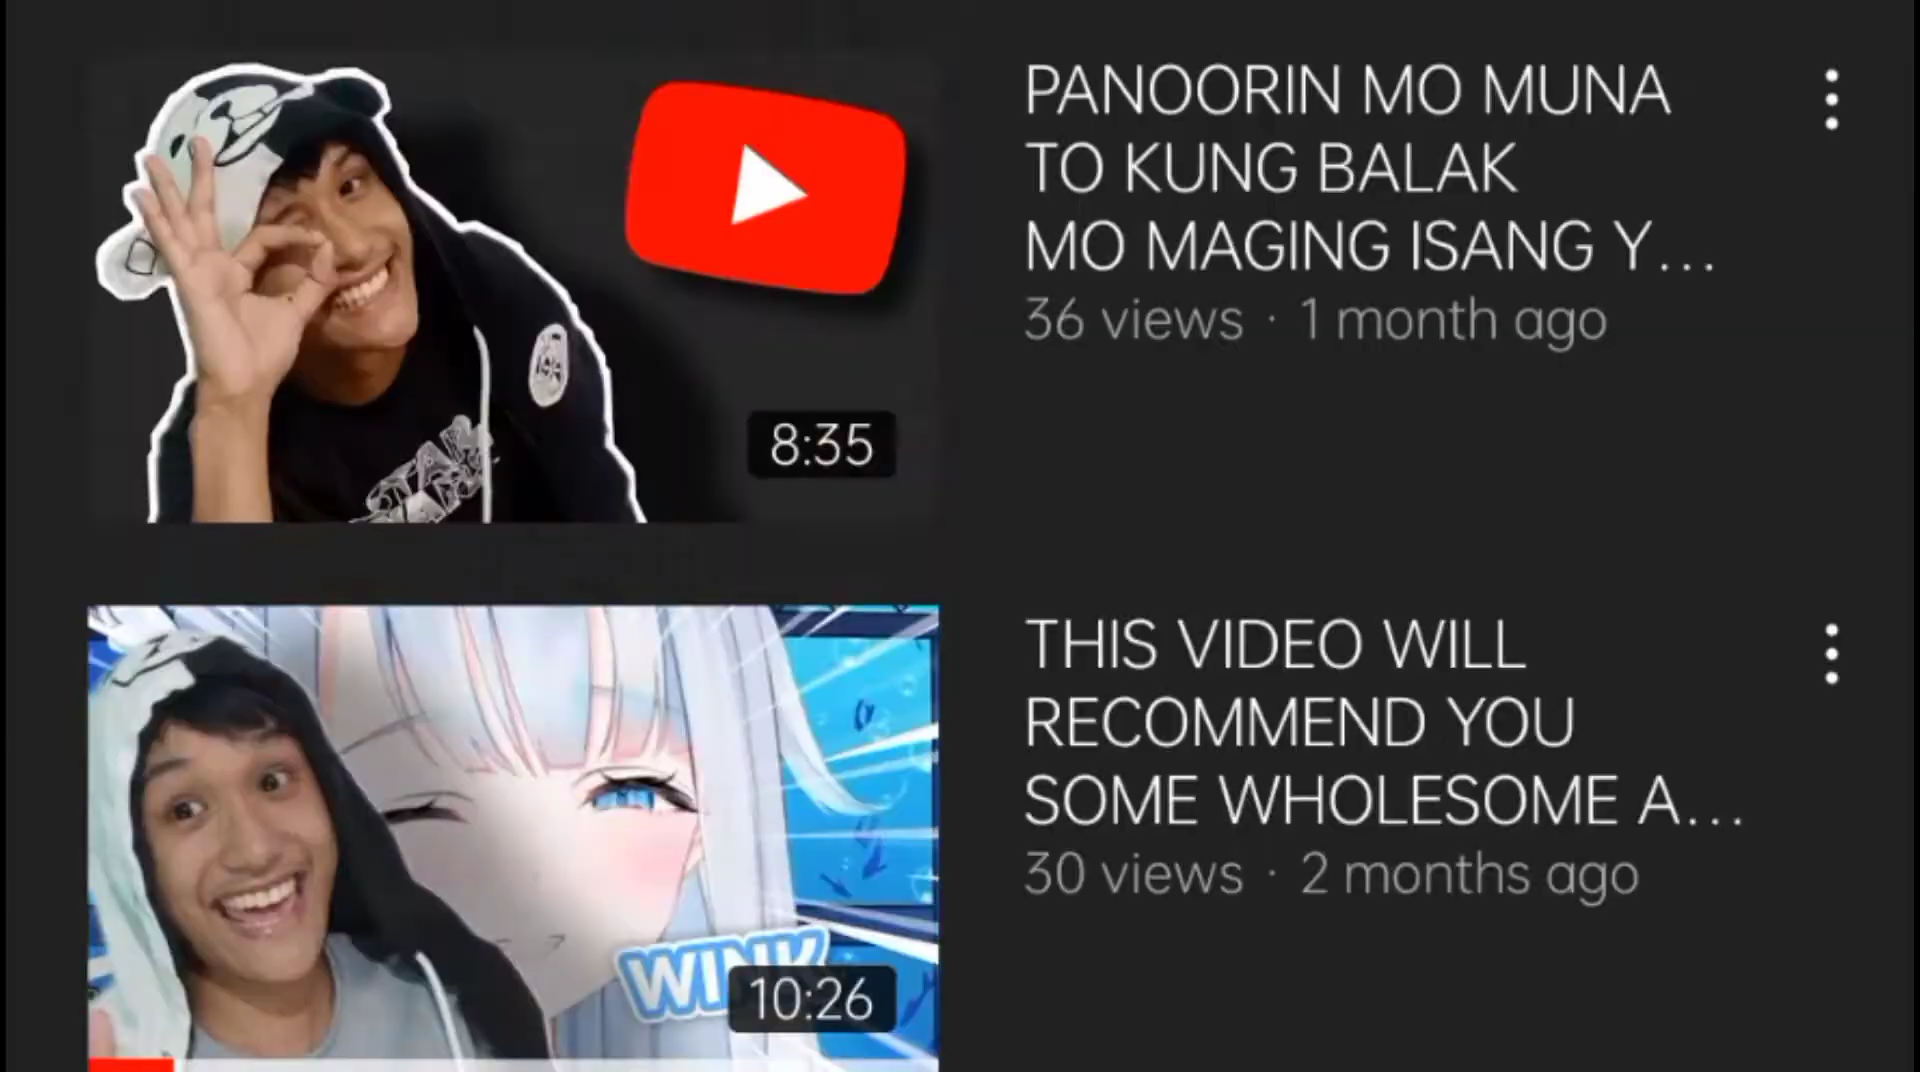 PANOORIN MO MUNA
TO KUNG BALAK
MO MAGING ISANG Y...
36 views · 1 month ago
8:35
THIS VIDEO WILL
RECOMMEND YOU
SOME WHOLESOME A...
30 views · 2 months ago
WINK
10:26